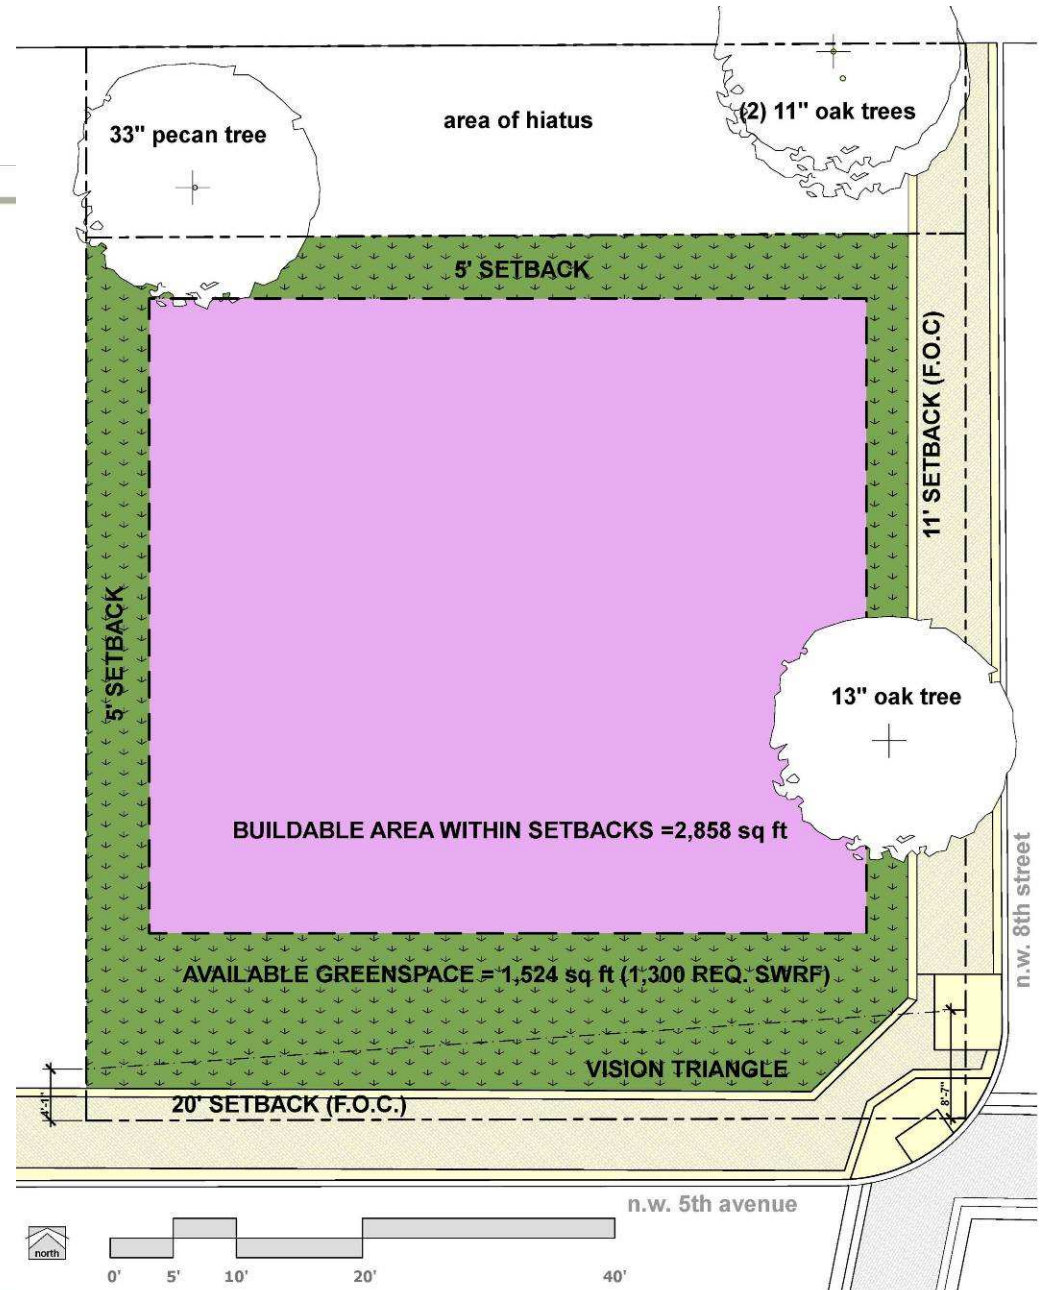 33" pecan tree
area of hiatus
(2) 11" oak trees
5' SETBACK
11' SETBACK (F.O.C)
5' SETBACK
13" oak tree
BUILDABLE AREA WITHIN SETBACKS =2,858 sq ft
n.w. 8th street
AVAILABLE GREENSPACE = 1,524 sq ft (1,300 REQ. SWRF)
VISION TRIANGLE
4'-1"
20' SETBACK (F.O.C.)
8'-7"
n.w. 5th avenue
north
0' 5' 10' 20' 40'